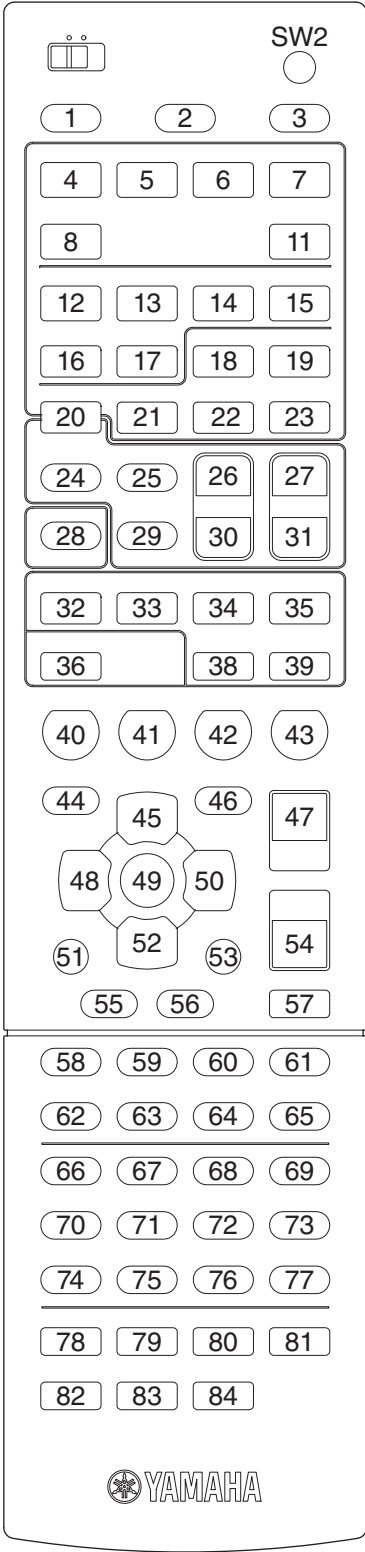 SW2
1 2 3
4 5 6 7
8 11
12 13 14 15
16 17 18 19
20 21 22 23
24 25 26 27
28 29 30 31
32 33 34 35
36 38 39
40 41 42 43
44 45 46 47
48 49 50
51 52 53 54
55 56 57
58 59 60 61
62 63 64 65
66 67 68 69
70 71 72 73
74 75 76 77
78 79 80 81
82 83 84
YAMAHA